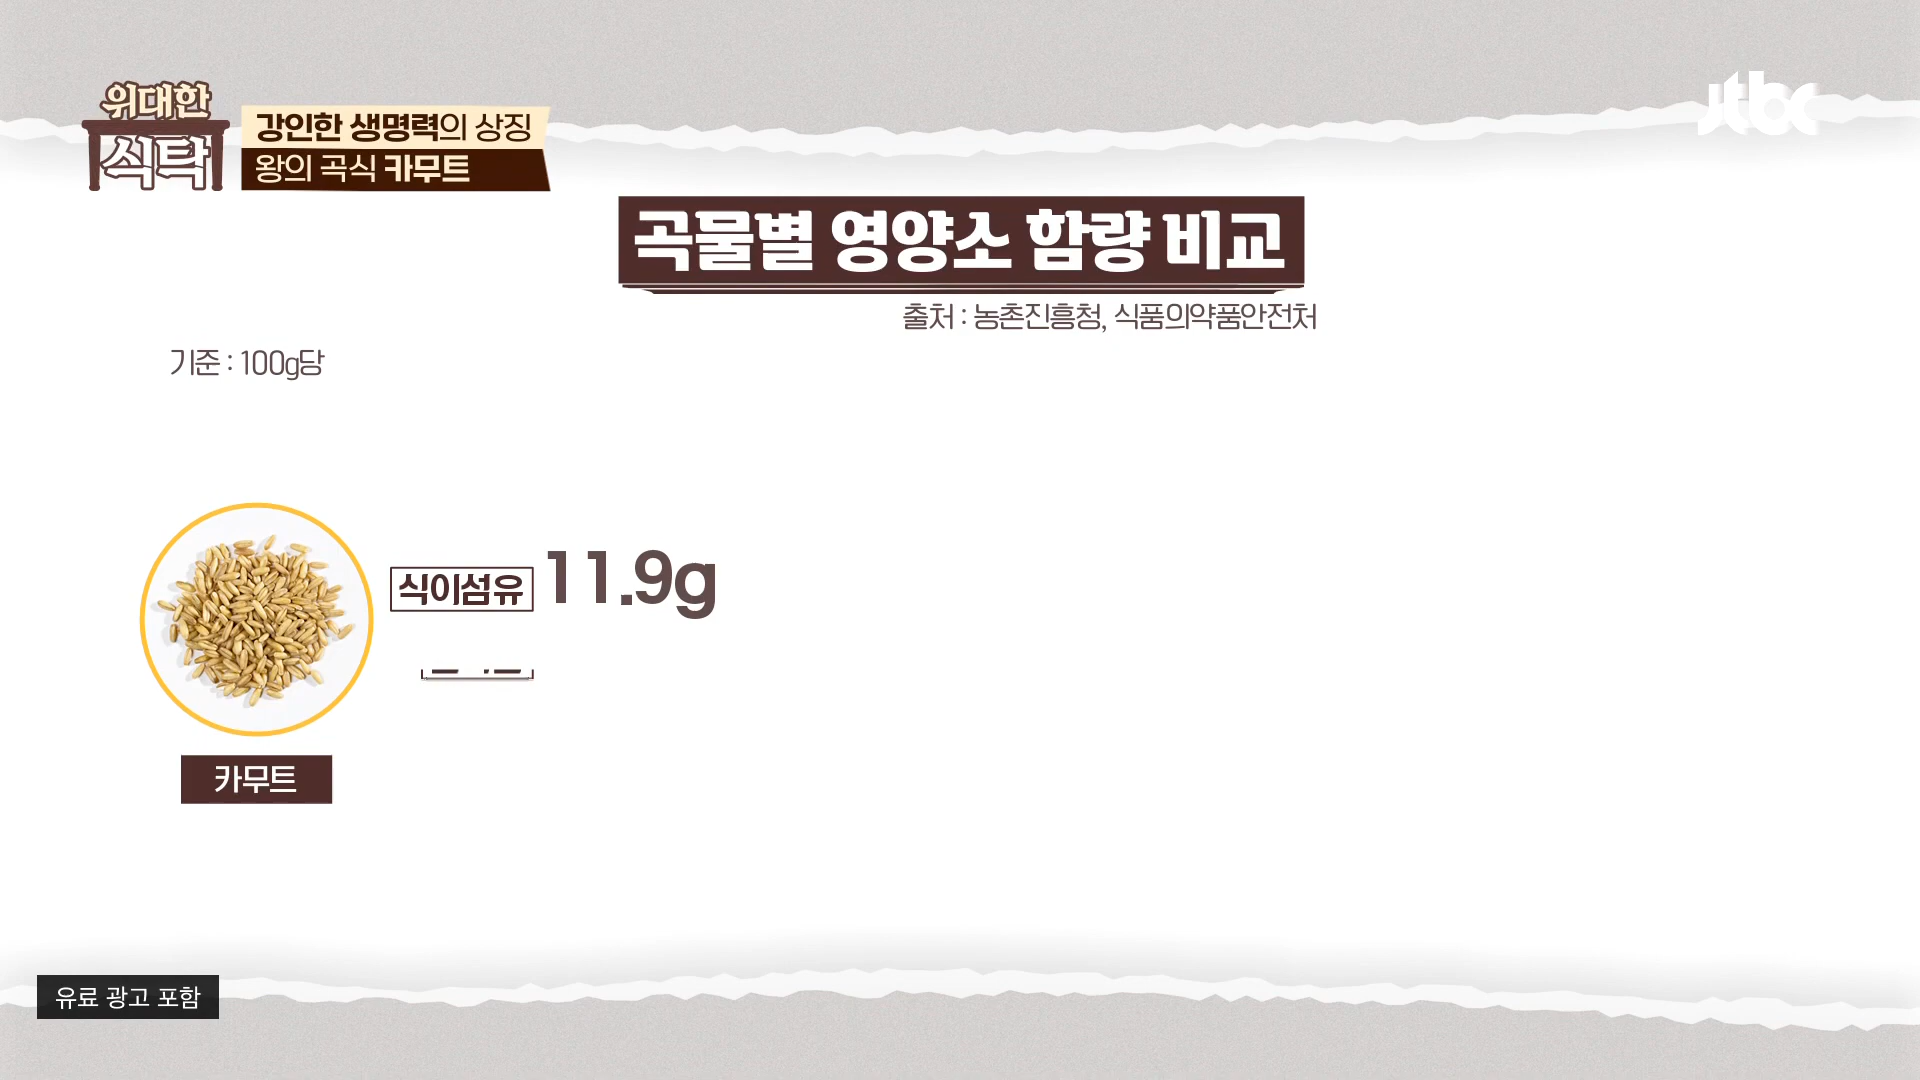 위대한
식탁
강인한 생명력의 상징
왕의 곡식 카무트
jtbc
곡물별 영양소 함량 비교
출처 : 농촌진흥청, 식품의약품안전처
기준 : 100g당
식이섬유 11.9g
카무트
유료 광고 포함